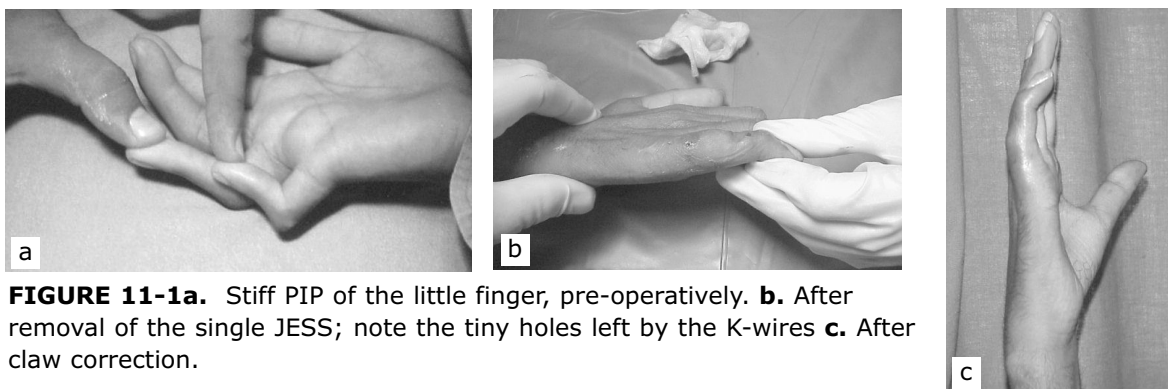 a
b
c
FIGURE 11-1a. Stiff PIP of the little finger, pre-operatively. b. After
removal of the single JESS; note the tiny holes left by the K-wires c. After
claw correction.